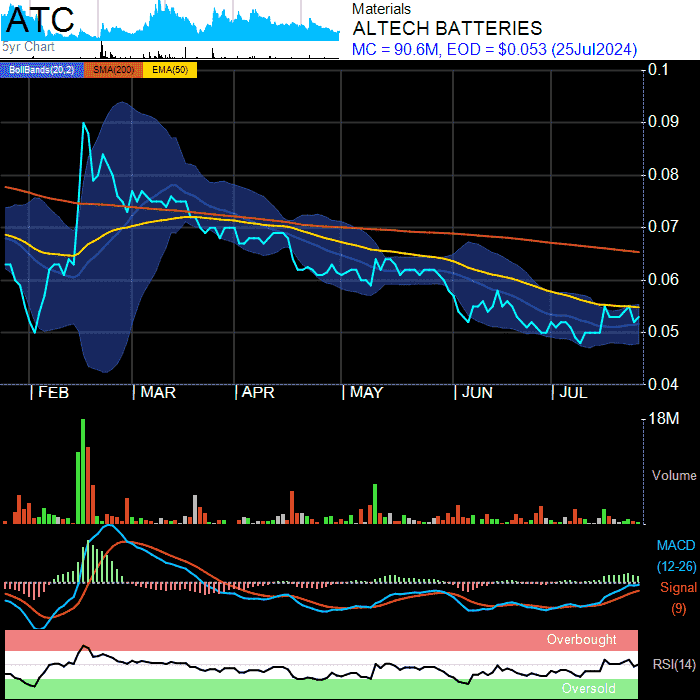 ATC
5yr Chart
Materials
ALTECH BATTERIES
MC = 90.6M, EOD = $0.053 (25Jul2024)
BollBands(20,2) SMA(200) EMA(50)
0.1
0.09
0.08
0.07
0.06
0.05
0.04
FEB MAR APR MAY JUN JUL
18M
Volume
MACD
(12-26)
Signal
(9)
Overbought
RSI(14)
Oversold